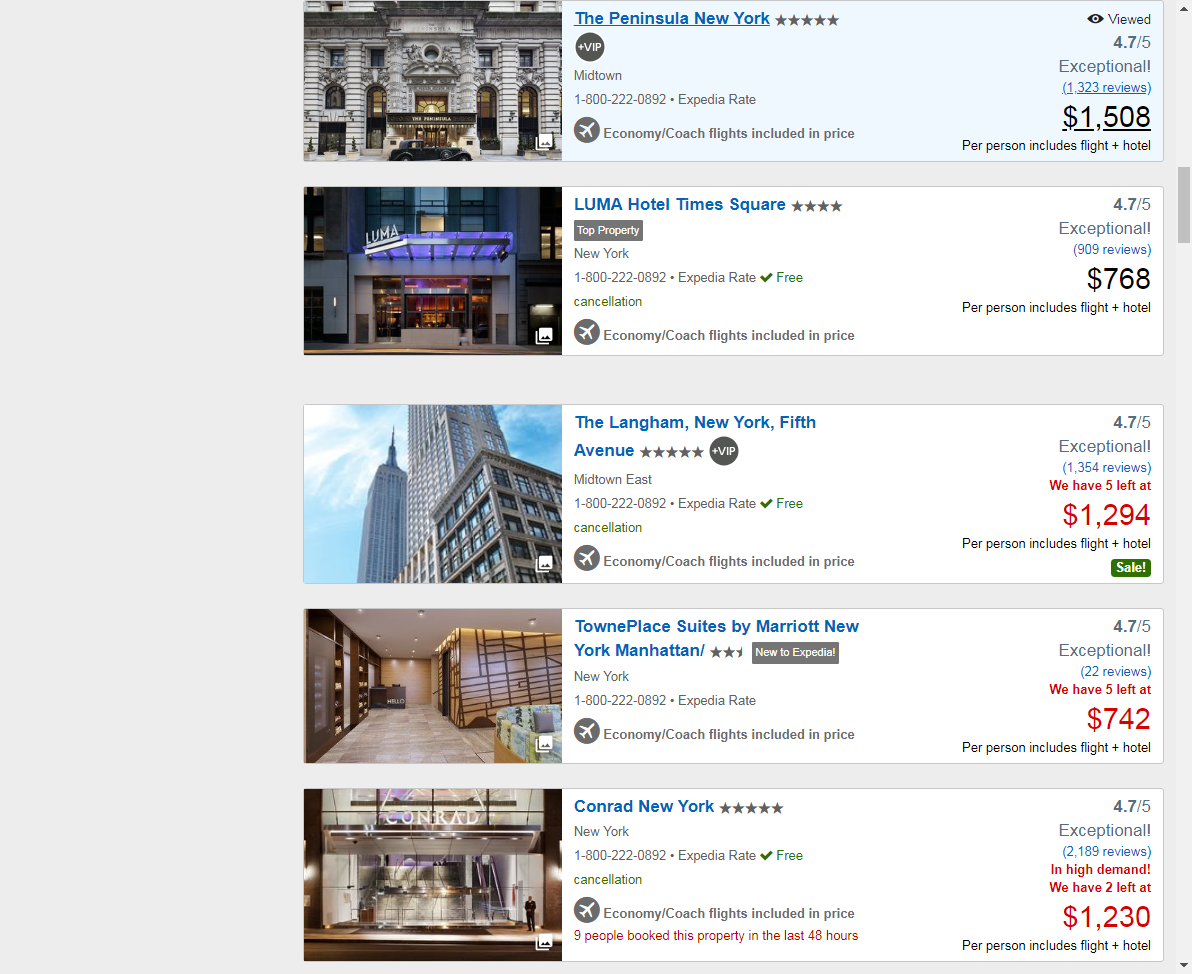 The Peninsula New York
Viewed
+VIP
4.7/5
Midtown
Exceptional!
1-800-222-0892 • Expedia Rate
(1,323 reviews)
$1,508
Economy/Coach flights included in price
Per person includes flight + hotel
THE PENINSULA
LUMA Hotel Times Square
4.7/5
Top Property
Exceptional!
New York
(909 reviews)
1-800-222-0892 • Expedia Rate ✔ Free
cancellation
$768
Per person includes flight + hotel
Economy/Coach flights included in price
LUMA
The Langham, New York, Fifth
Avenue
+VIP
4.7/5
Exceptional!
Midtown East
(1,354 reviews)
1-800-222-0892 • Expedia Rate ✔ Free
cancellation
We have 5 left at
$1,294
Economy/Coach flights included in price
Per person includes flight + hotel
Sale!
TownePlace Suites by Marriott New
York Manhattan/
New to Expedia!
4.7/5
Exceptional!
New York
(22 reviews)
1-800-222-0892 • Expedia Rate
We have 5 left at
$742
Economy/Coach flights included in price
Per person includes flight + hotel
HELLO
Conrad New York
4.7/5
New York
Exceptional!
1-800-222-0892 • Expedia Rate ✔ Free
cancellation
(2,189 reviews)
In high demand!
We have 2 left at
$1,230
Economy/Coach flights included in price
9 people booked this property in the last 48 hours
Per person includes flight + hotel
CONRAD